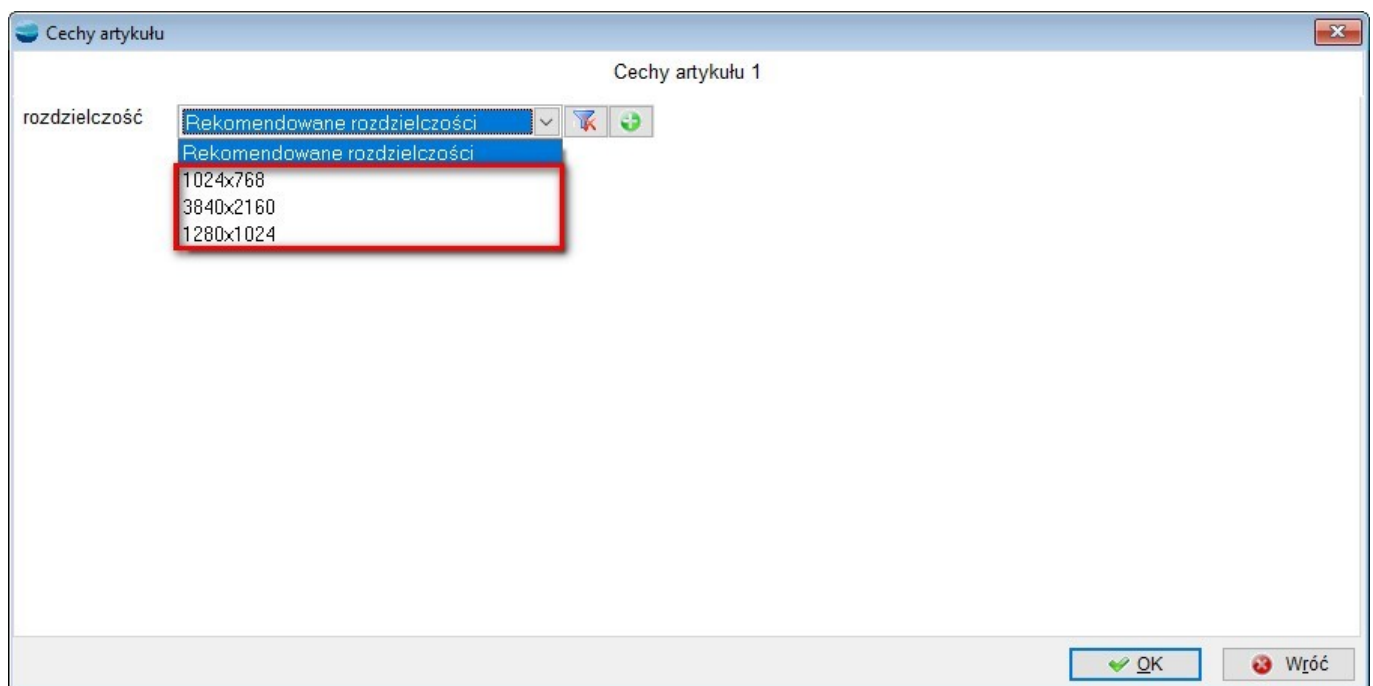 Cechy artykułu
Cechy artykułu 1
rozdzielczość
Rekomendowane rozdzielczości
Rekomendowane rozdzielczości
1024x768
3840x2160
1280x1024
OK
Wróć